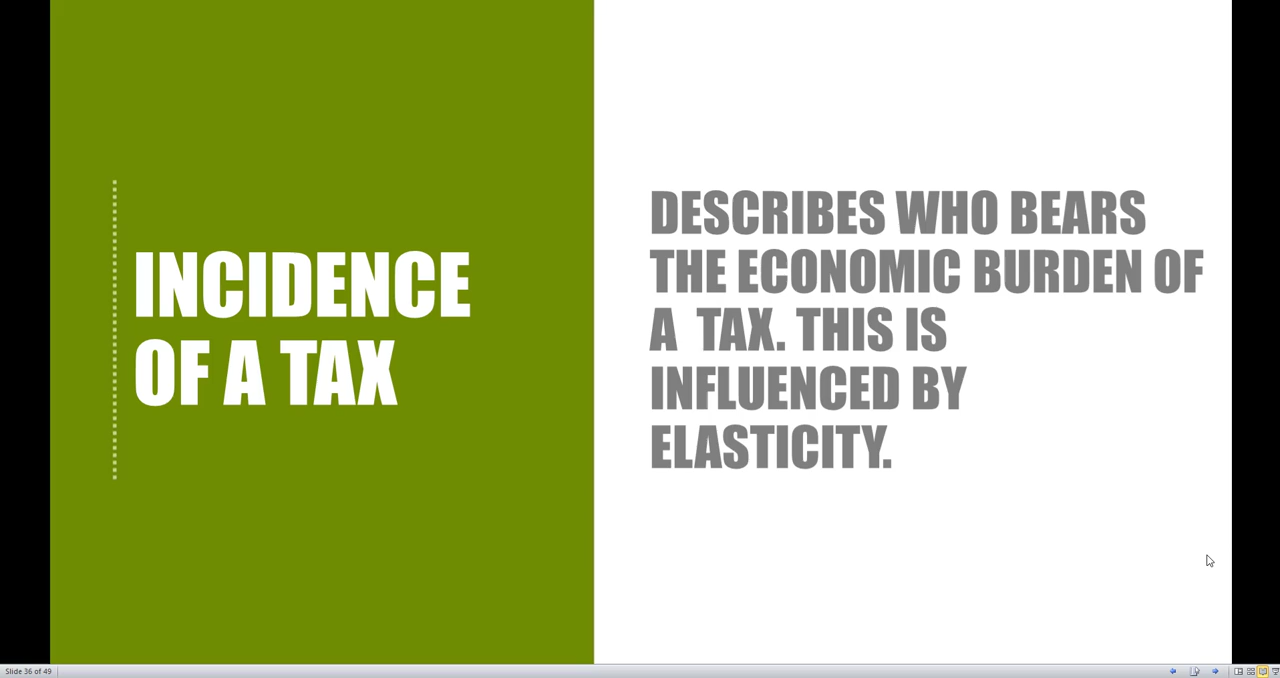 INCIDENCE
OF A TAX
DESCRIBES WHO BEARS
THE ECONOMIC BURDEN OF
A TAX. THIS IS
INFLUENCED BY
ELASTICITY.
Slide 36 of 49